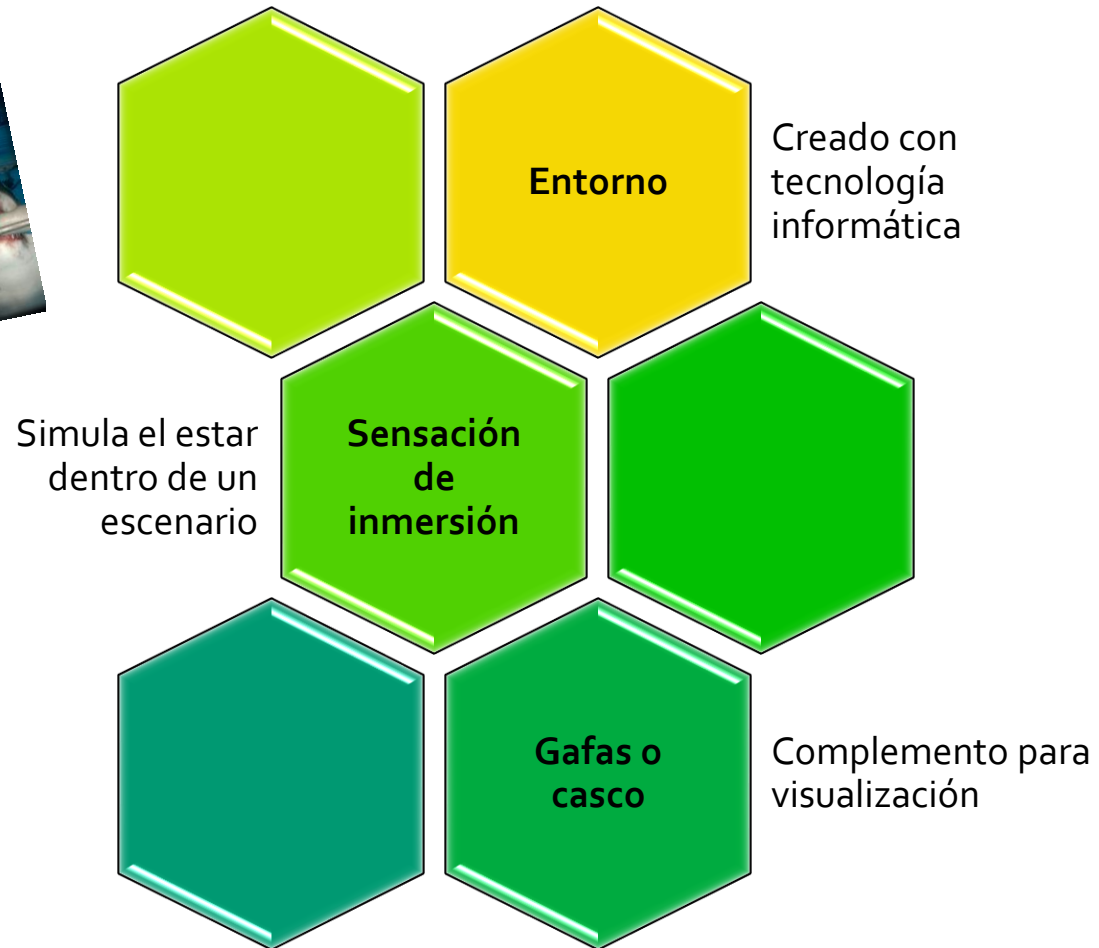 Entorno
Creado con
tecnología
informática
Simula el estar
dentro de un
escenario
Sensación
de
inmersión
Gafas o
casco
Complemento para
visualización